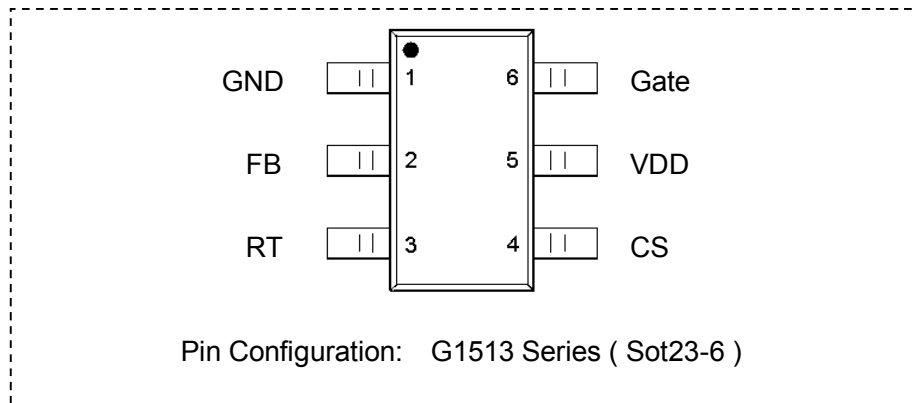 GND 1 6 Gate
FB 2 5 VDD
RT 3 4 CS
Pin Configuration: G1513 Series ( Sot23-6 )